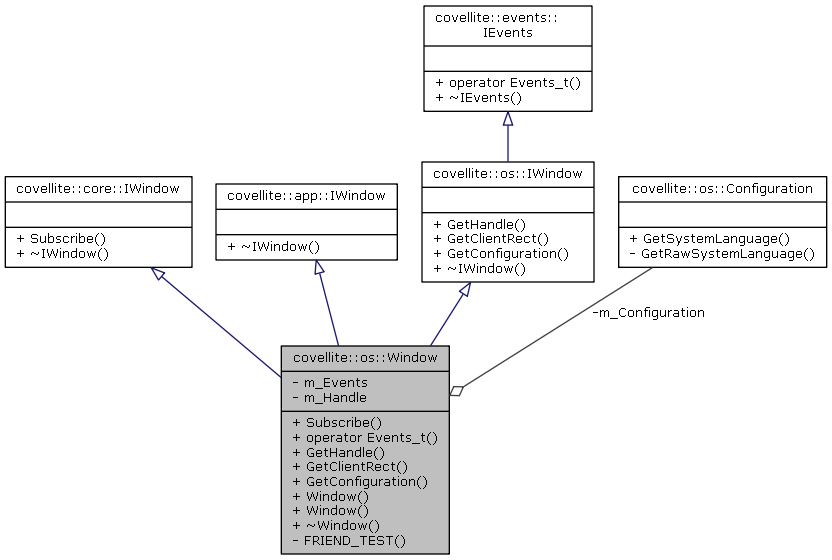 covellite::events::
IEvents
+ operator Events_t()
+ ~IEvents()
covellite::core::IWindow
+ Subscribe()
+ ~IWindow()
covellite::app::IWindow
+ ~IWindow()
covellite::os::IWindow
+ GetHandle()
+ GetClientRect()
+ GetConfiguration()
+ ~IWindow()
covellite::os::Configuration
+ GetSystemLanguage()
- GetRawSystemLanguage()
-m_Configuration
covellite::os::Window
- m_Events
- m_Handle
+ Subscribe()
+ operator Events_t()
+ GetHandle()
+ GetClientRect()
+ GetConfiguration()
+ Window()
+ Window()
+ ~Window()
- FRIEND_TEST()